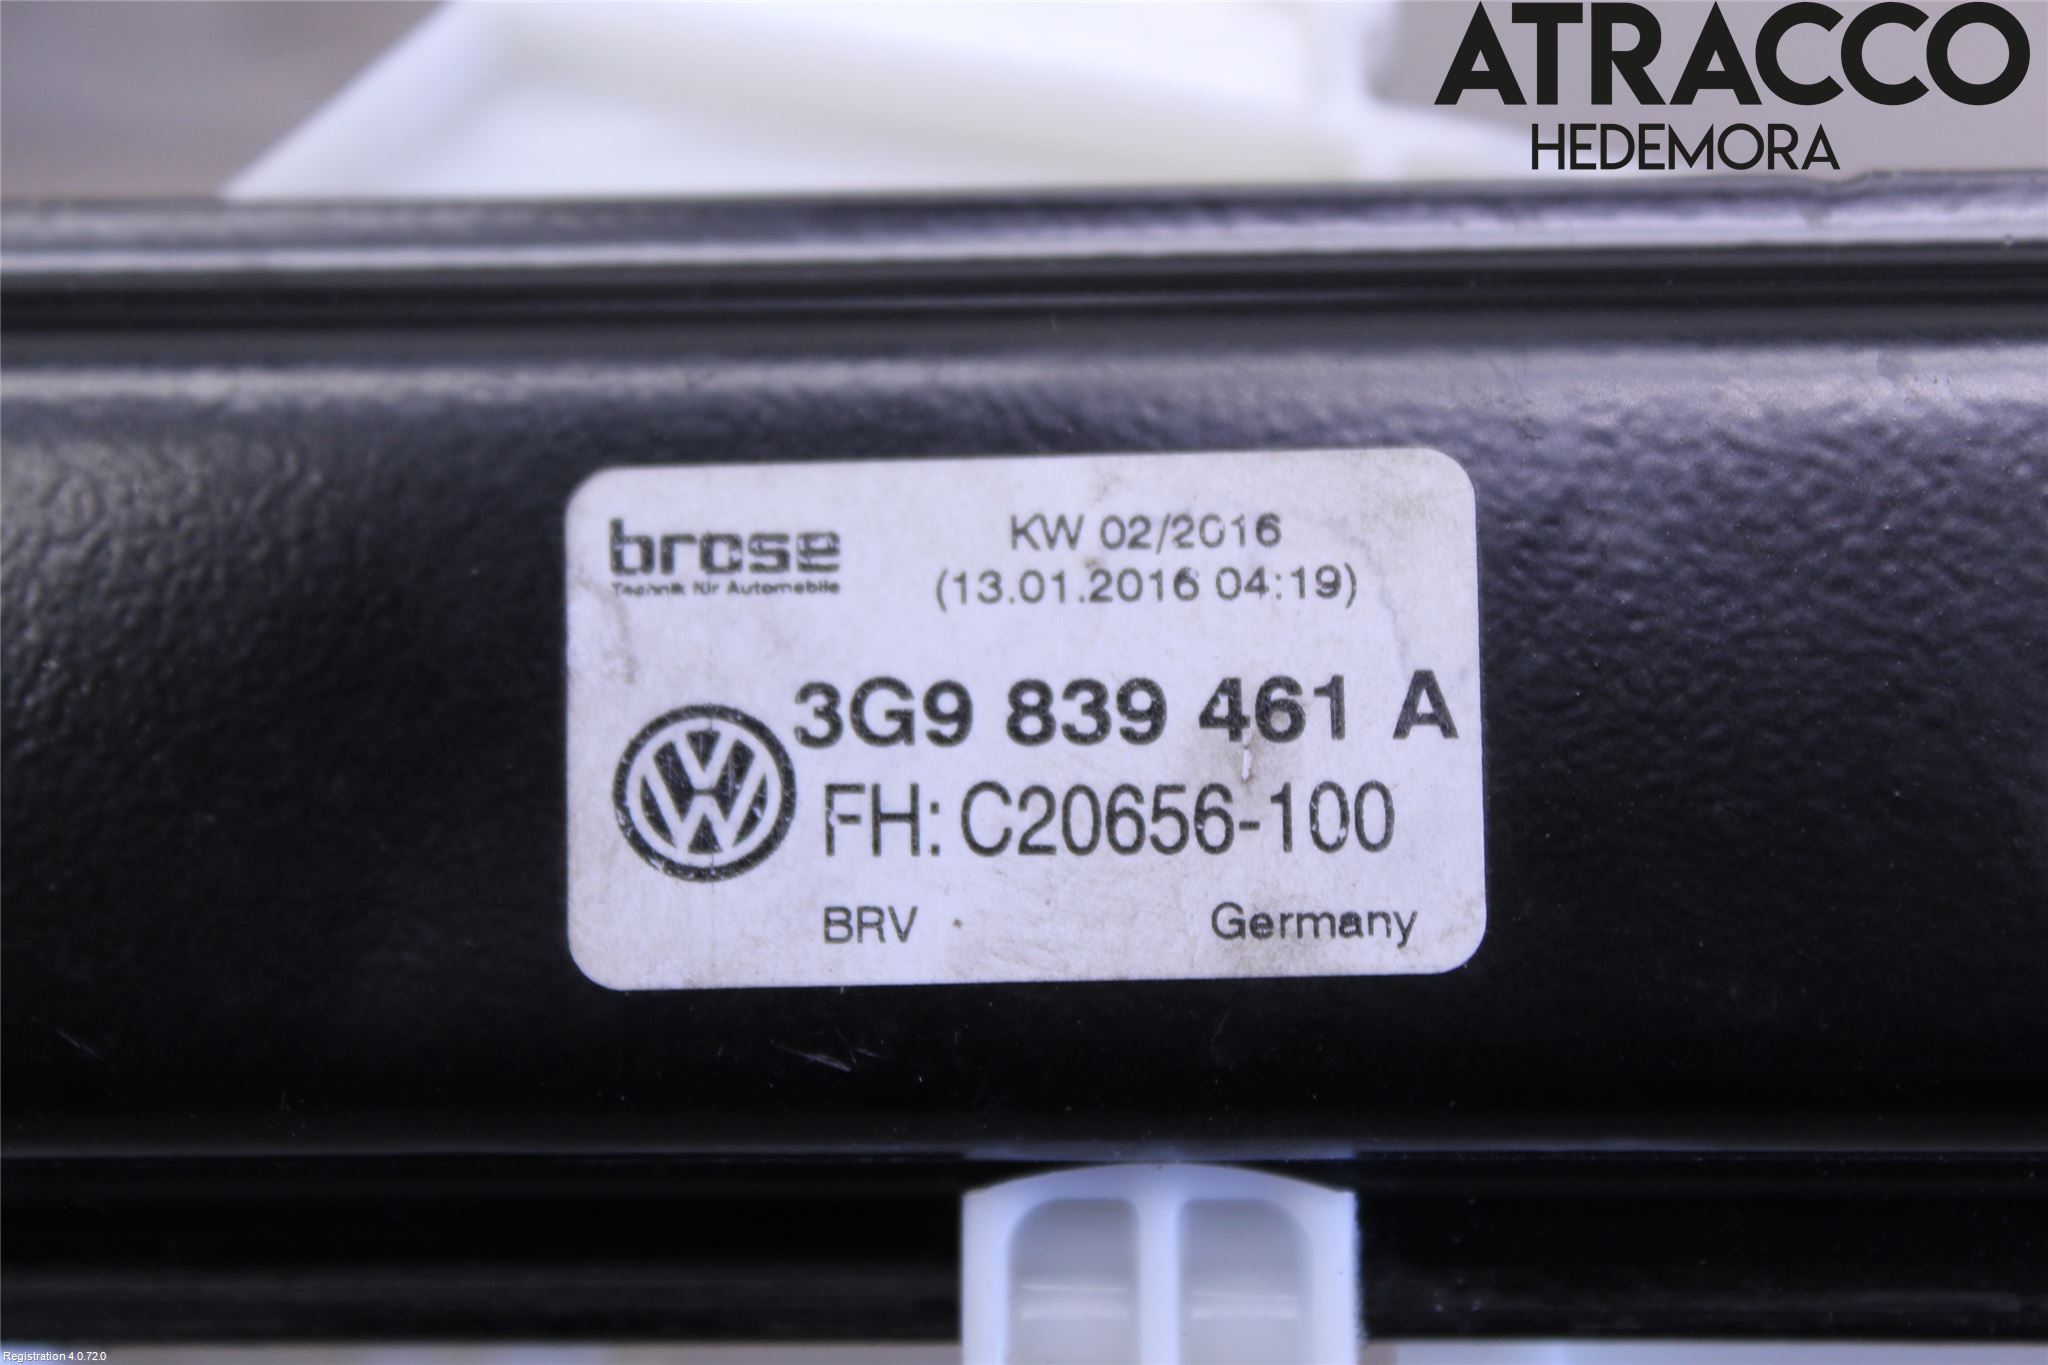 ATRACCO
HEDEMORA
brose
Technik für Automobile
KW 02/2016
(13.01.2016 04:19)
3G9 839 461 A
FH: C20656-100
BRV
Germany
Registration 4.0.72.0